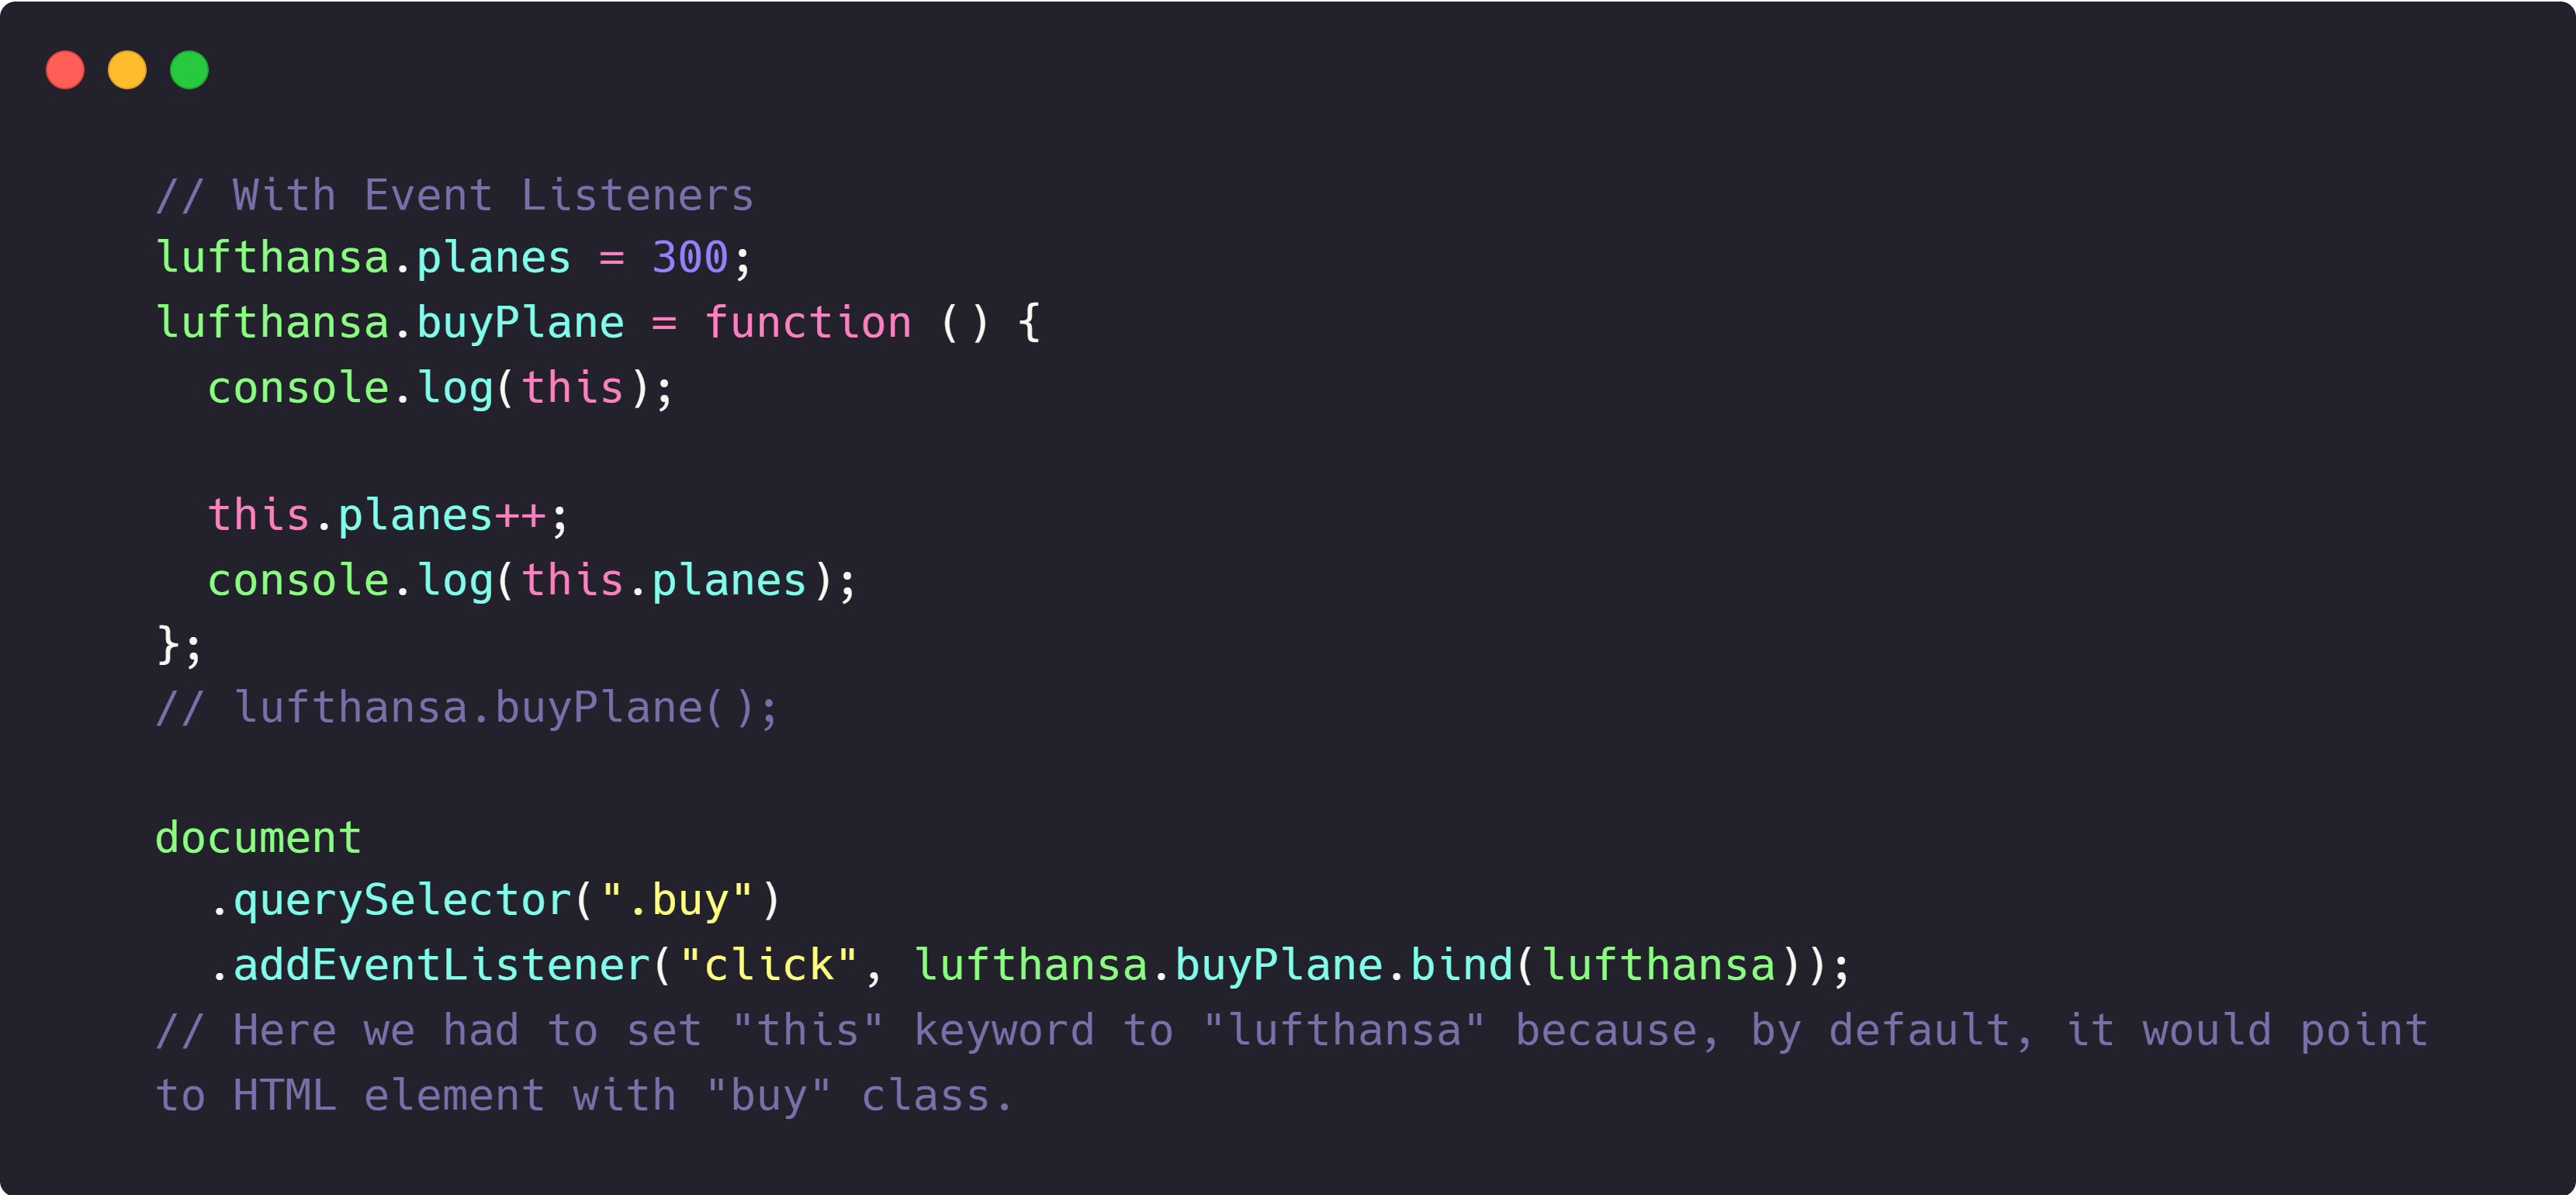 // With Event Listeners
lufthansa.planes = 300;
lufthansa.buyPlane = function () {
  console.log(this);

  this.planes++;
  console.log(this.planes);
};
// lufthansa.buyPlane();

document
  .querySelector(".buy")
  .addEventListener("click", lufthansa.buyPlane.bind(lufthansa));
// Here we had to set "this" keyword to "lufthansa" because, by default, it would point
to HTML element with "buy" class.